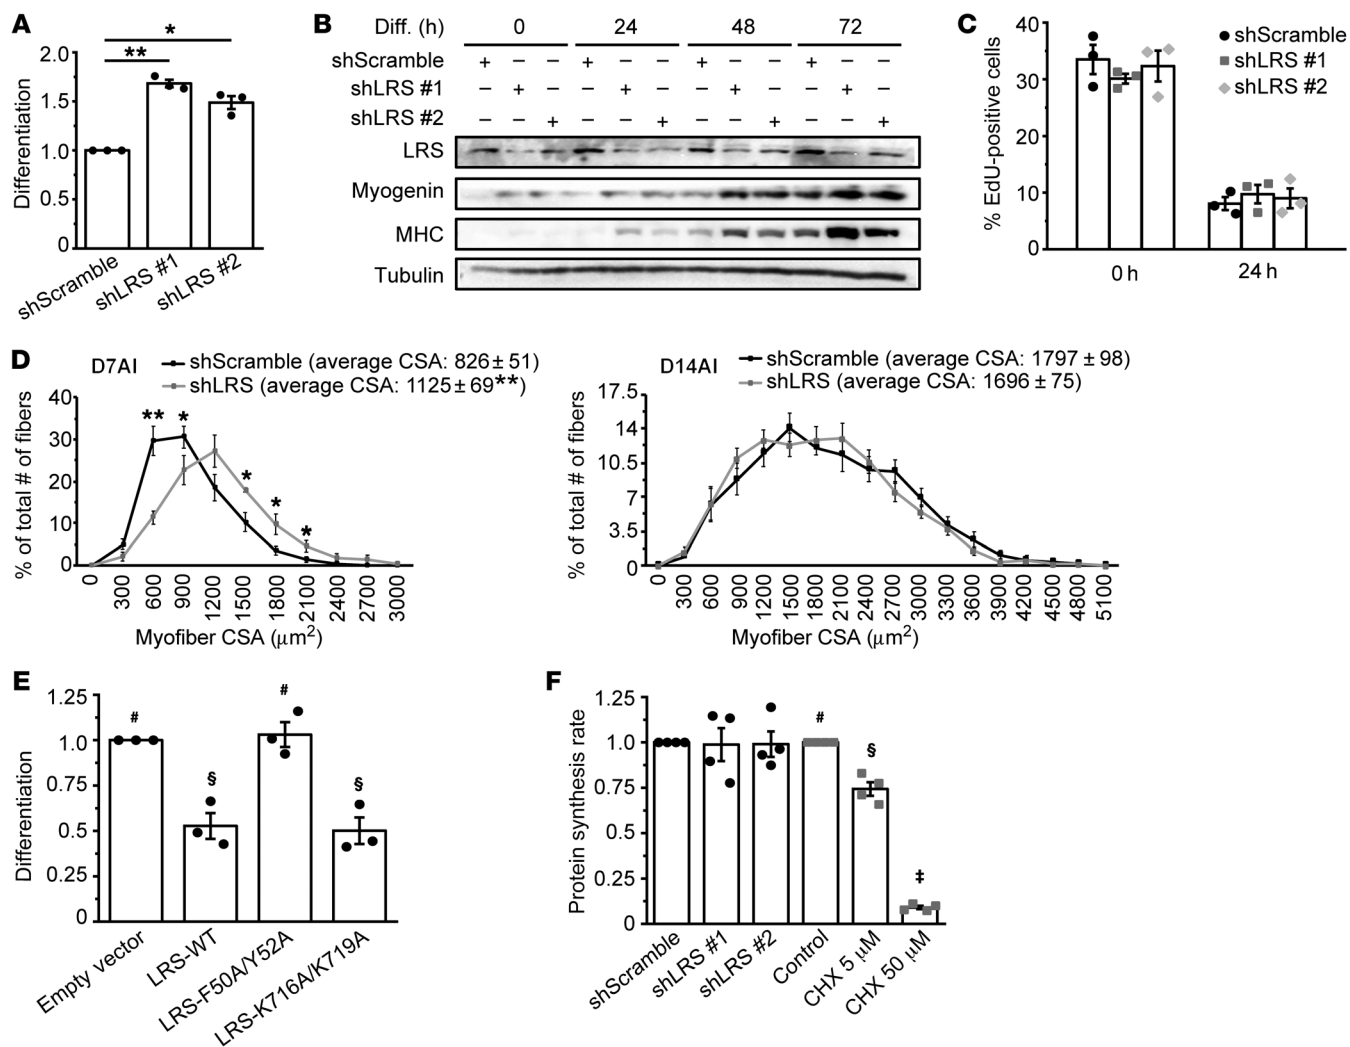 A
Differentiation
2.0
1.5
1.0
0.5
0
*
**
shScramble
shLRS #1
shLRS #2
B
Diff. (h) 0 24 48 72
shScramble + − − + − − + − − + − −
shLRS #1 − + − − + − − + − − + −
shLRS #2 − − + − − + − − + − − +
LRS
Myogenin
MHC
Tubulin
C
% EdU-positive cells
40
30
20
10
0
0 h
24 h
shScramble
shLRS #1
shLRS #2
D
D7AI
shScramble (average CSA: 826 ± 51)
shLRS (average CSA: 1125 ± 69**)
% of total # of fibers
40
30
20
10
0
** * * * *
0 300 600 900 1200 1500 1800 2100 2400 2700 3000
Myofiber CSA (μm2)
D14AI
shScramble (average CSA: 1797 ± 98)
shLRS (average CSA: 1696 ± 75)
% of total # of fibers
17.5
14
10.5
7
3.5
0
0 300 600 900 1200 1500 1800 2100 2400 2700 3000 3300 3600 3900 4200 4500 4800 5100
Myofiber CSA (μm2)
E
Differentiation
1.25
1.0
0.75
0.5
0.25
0
# § # §
Empty vector
LRS-WT
LRS-F50A/Y52A
LRS-K716A/K719A
F
Protein synthesis rate
1.25
1.0
0.75
0.5
0.25
0
# § ‡
shScramble
shLRS #1
shLRS #2
Control
CHX 5 μM
CHX 50 μM